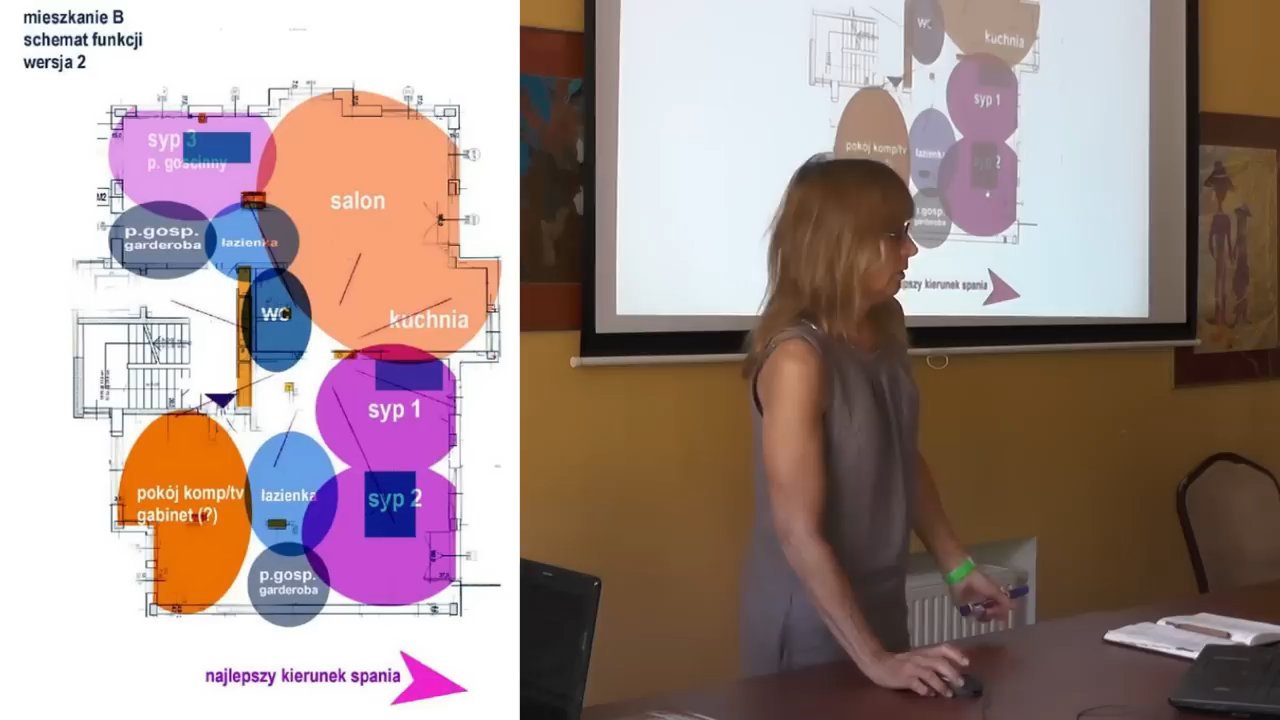 mieszkanie B
schemat funkcji
wersja 2
syp 3
p. goscinny
salon
p.gosp.
garderoba
łazienka
wc
kuchnia
syp 1
pokój komp/tv
gabinet (?)
łazienka
syp 2
p.gosp.
garderoba
najlepszy kierunek spania
wc
kuchnia
syp 1
pokój komp/tv
łazienka
2
p.gosp.
garderoba
kierunek spania